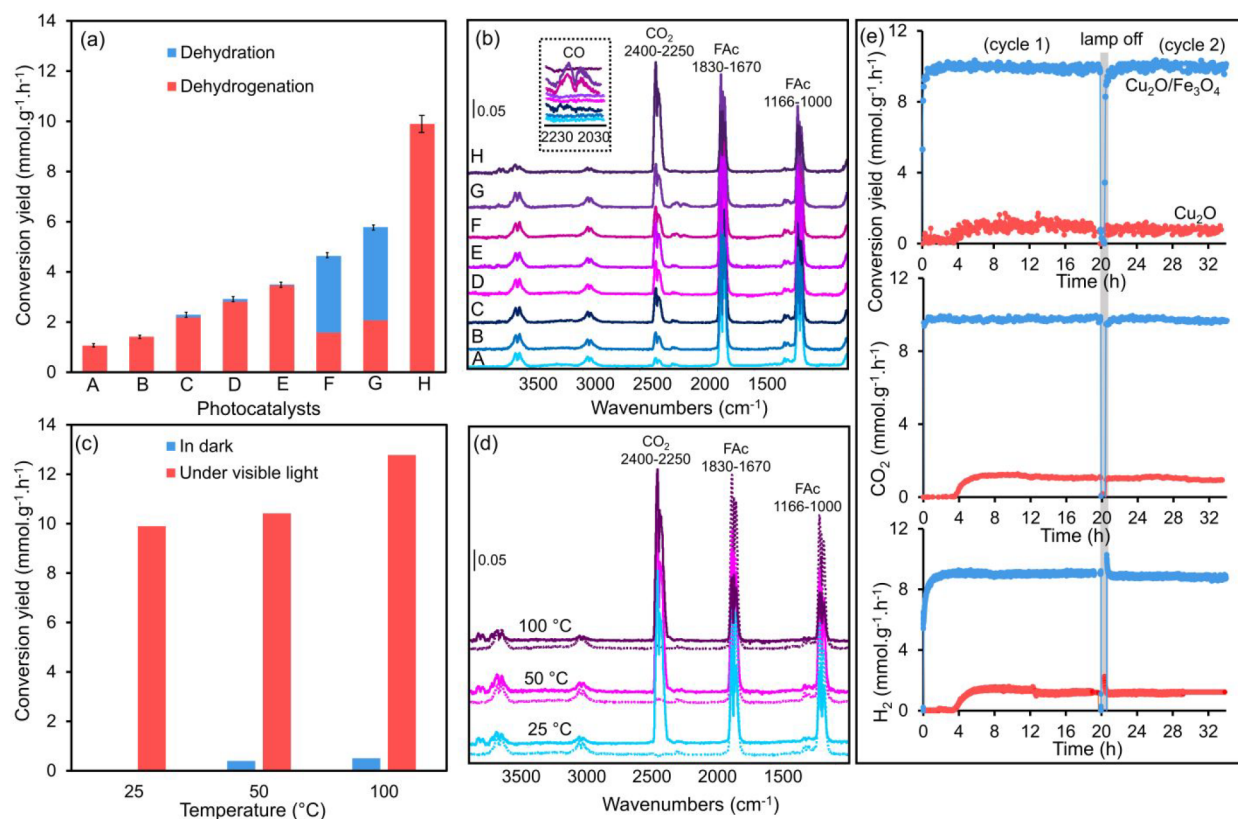 (a)
Dehydration
Dehydrogenation
Conversion yield (mmol.g⁻¹.h⁻¹)
14
12
10
8
6
4
2
0
A B C D E F G H
Photocatalysts
(b)
CO
2230 2030
CO₂
2400-2250
FAc
1830-1670
FAc
1166-1000
0.05
H
G
F
E
D
C
B
A
3500 3000 2500 2000 1500 1000
Wavenumbers (cm⁻¹)
(c)
In dark
Under visible light
Conversion yield (mmol.g⁻¹.h⁻¹)
14
12
10
8
6
4
2
0
25 50 100
Temperature (°C)
(d)
CO₂
2400-2250
FAc
1830-1670
FAc
1166-1000
0.05
100 °C
50 °C
25 °C
3500 3000 2500 2000 1500 1000
Wavenumbers (cm⁻¹)
(e)
(cycle 1) lamp off (cycle 2)
Cu₂O/Fe₃O₄
Cu₂O
Conversion yield (mmol.g⁻¹.h⁻¹)
12
8
4
0
0 4 8 12 16 20 24 28 32
Time (h)
CO₂ (mmol.g⁻¹.h⁻¹)
12
8
4
0
0 4 8 12 16 20 24 28 32
Time (h)
H₂ (mmol.g⁻¹.h⁻¹)
12
8
4
0
0 4 8 12 16 20 24 28 32
Time (h)